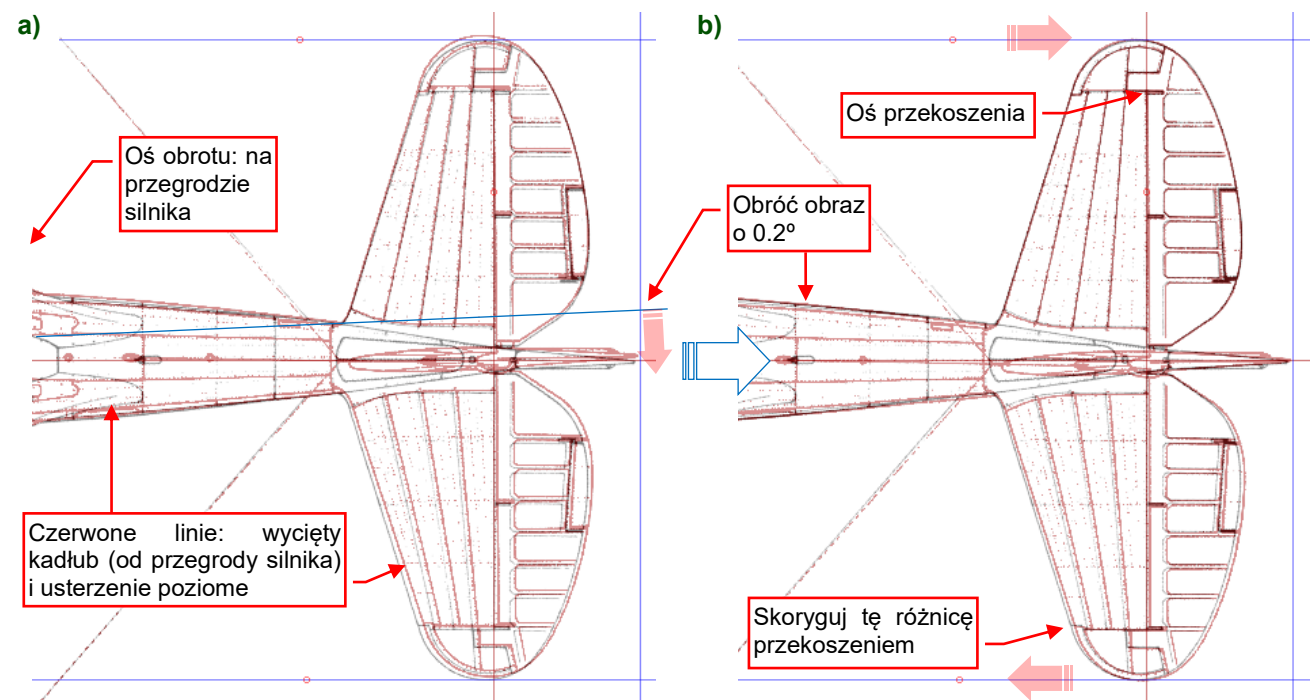 a)
Oś obrotu: na
przegrodzie
silnika
Czerwone linie: wycięty
kadłub (od przegrody silnika)
i usterzenie poziome
b)
Oś przekoszenia
Obróć obraz
o 0.2º
Skoryguj tę różnicę
przekoszeniem